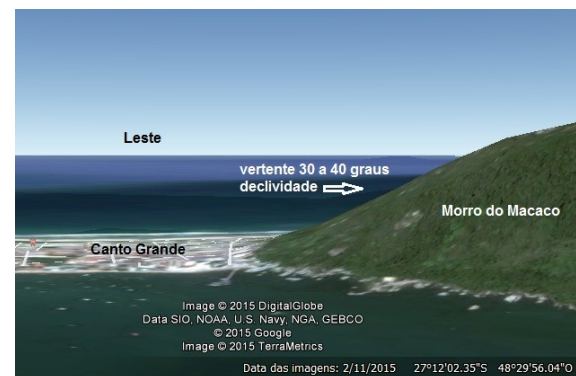 Leste
vertente 30 a 40 graus
declividade
Morro do Macaco
Canto Grande
Image © 2015 DigitalGlobe
Data SIO, NOAA, U.S. Navy, NGA, GEBCO
© 2015 Google
Image © 2015 TerraMetrics
Data das imagens: 2/11/2015 27°12'02.35"S 48°29'56.04"O